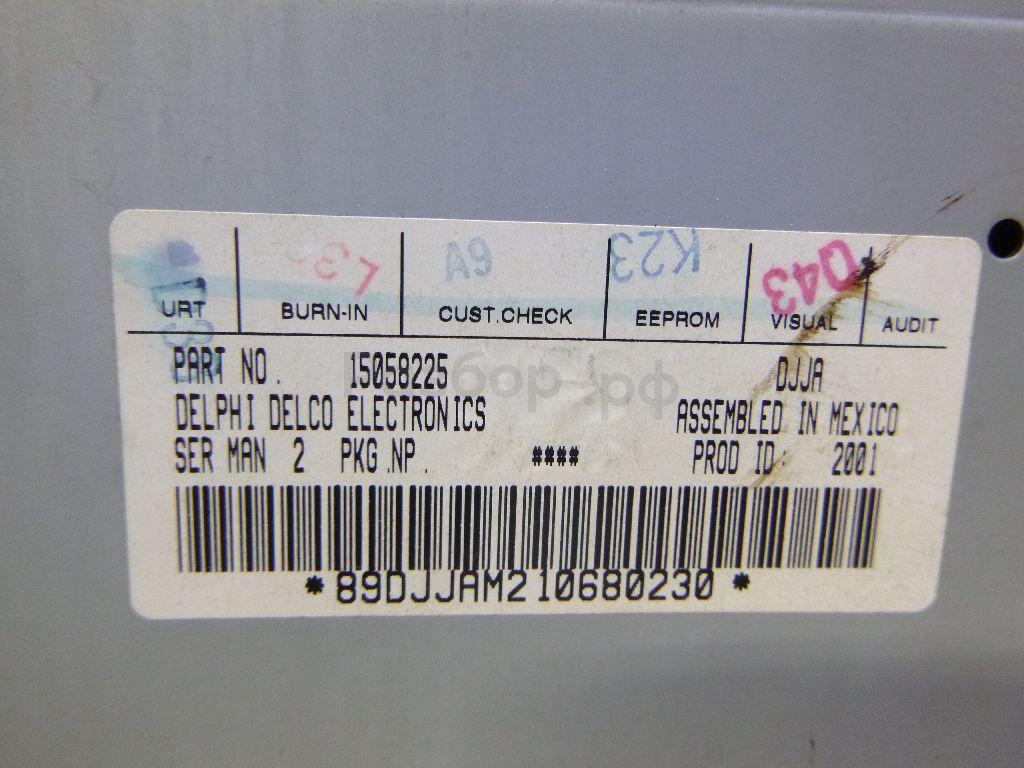 A9 K23 043
URT BURN-IN CUST.CHECK EEPROM VISUAL AUDIT
PART NO. 15058225 DJJA
DELPHI DELCO ELECTRONICS ASSEMBLED IN MEXICO
SER MAN 2 PKG.NP. #### PROD ID: 2001
*89DJJAM210680230*